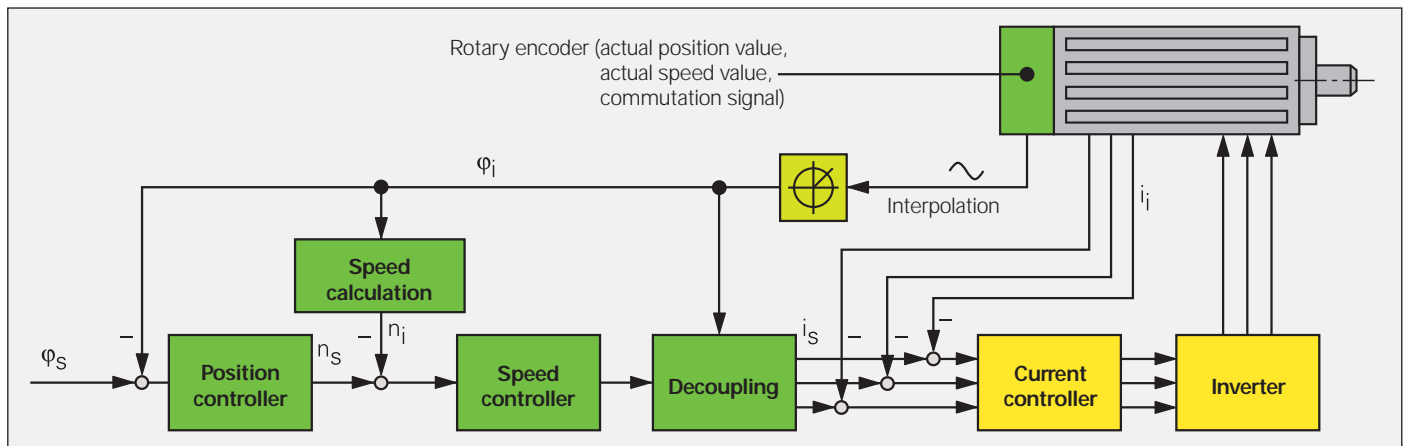 Rotary encoder (actual position value,
actual speed value,
commutation signal)
φi
Interpolation
ii
Speed
calculation
–
–
ni
φs
ns
is
–
–
–
Position
controller
Speed
controller
Decoupling
Current
controller
Inverter